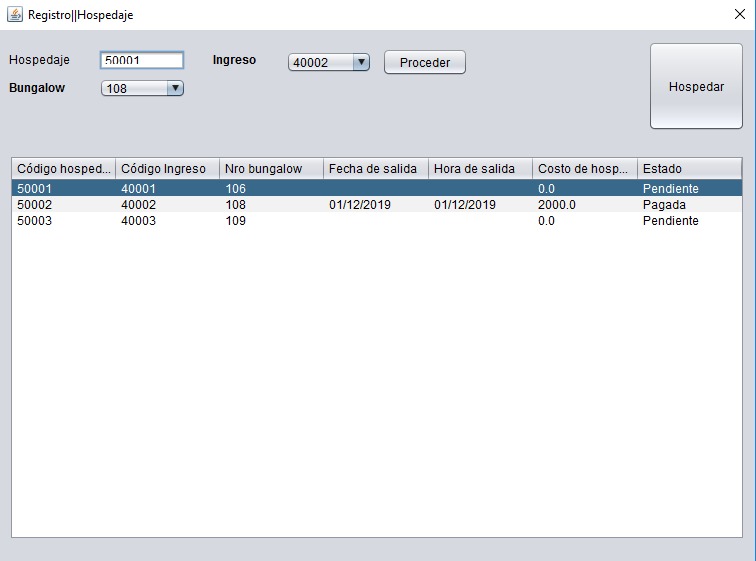 Registro||Hospedaje
Hospedaje 50001 Ingreso 40002 Proceder Hospedar
Bungalow 108
Código hosped... Código Ingreso Nro bungalow Fecha de salida Hora de salida Costo de hosp... Estado
50001 40001 106 0.0 Pendiente
50002 40002 108 01/12/2019 01/12/2019 2000.0 Pagada
50003 40003 109 0.0 Pendiente